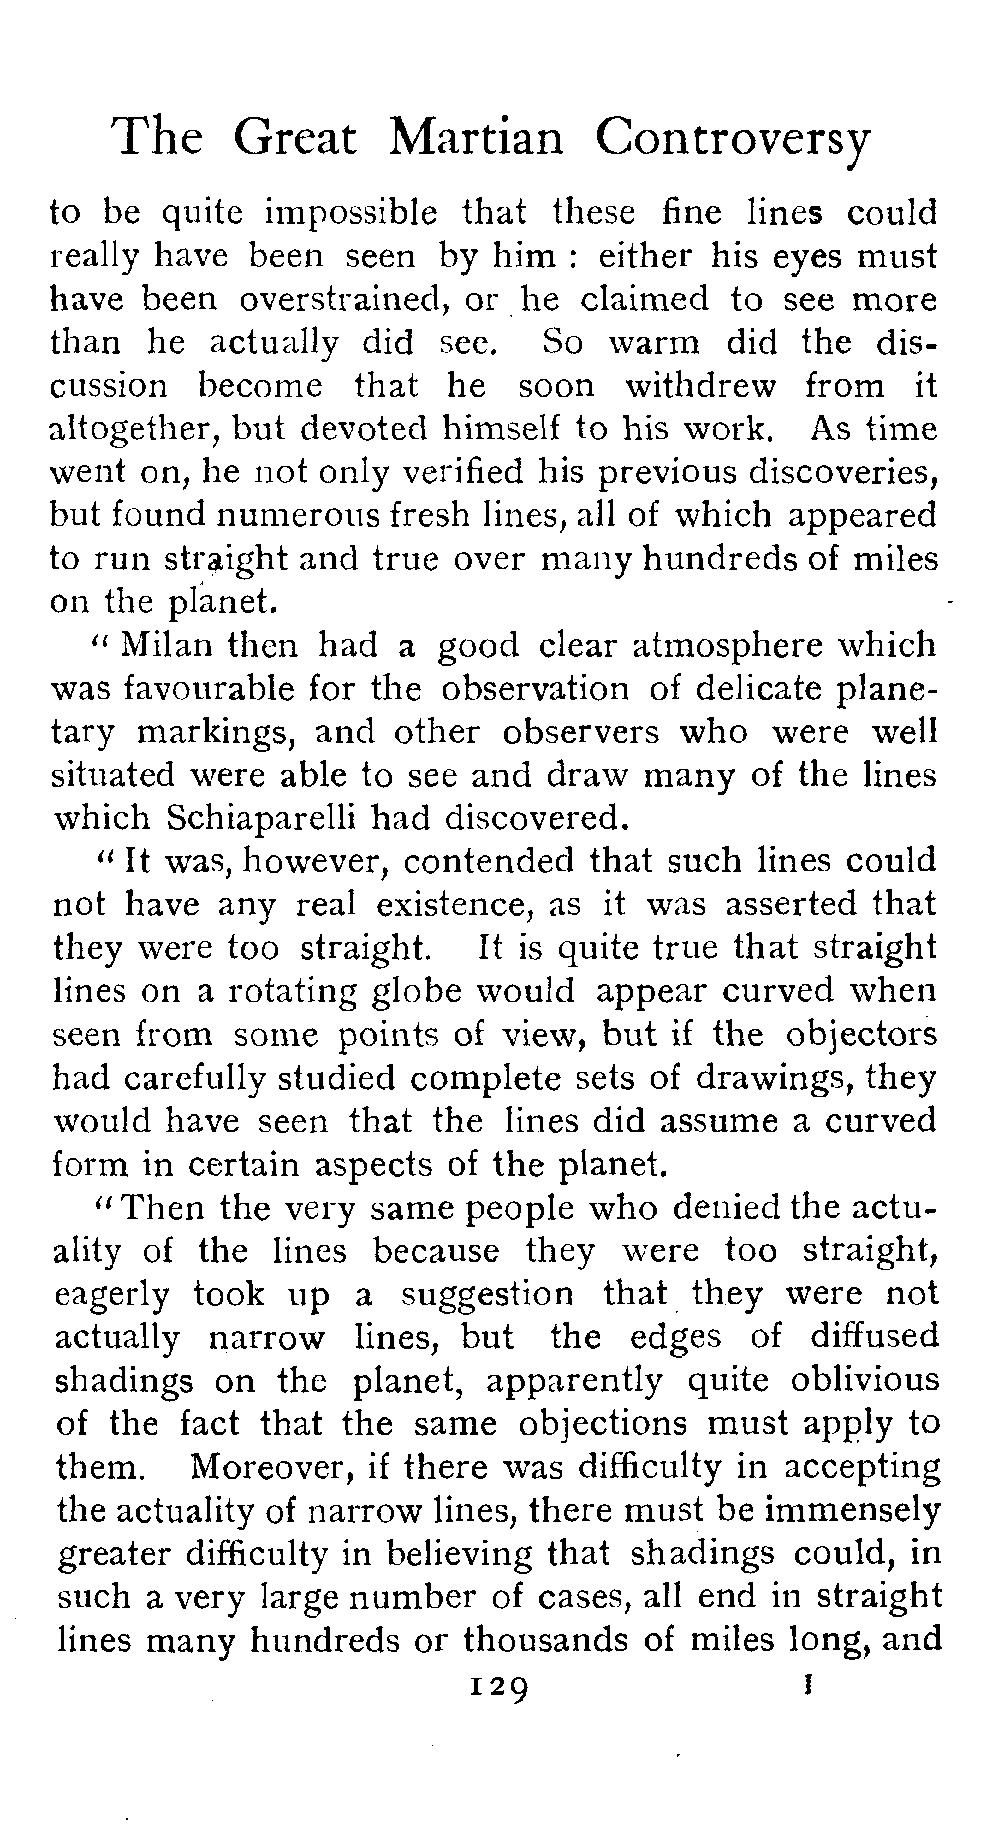 The Great Martian Controversy
to be quite impossible that these fine lines could
really have been seen by him : either his eyes must
have been overstrained, or he claimed to see more
than he actually did see. So warm did the dis-
cussion become that he soon withdrew from it
altogether, but devoted himself to his work. As time
went on, he not only verified his previous discoveries,
but found numerous fresh lines, all of which appeared
to run straight and true over many hundreds of miles
on the planet.
“ Milan then had a good clear atmosphere which
was favourable for the observation of delicate plane-
tary markings, and other observers who were well
situated were able to see and draw many of the lines
which Schiaparelli had discovered.
“ It was, however, contended that such lines could
not have any real existence, as it was asserted that
they were too straight. It is quite true that straight
lines on a rotating globe would appear curved when
seen from some points of view, but if the objectors
had carefully studied complete sets of drawings, they
would have seen that the lines did assume a curved
form in certain aspects of the planet.
“ Then the very same people who denied the actu-
ality of the lines because they were too straight,
eagerly took up a suggestion that they were not
actually narrow lines, but the edges of diffused
shadings on the planet, apparently quite oblivious
of the fact that the same objections must apply to
them. Moreover, if there was difficulty in accepting
the actuality of narrow lines, there must be immensely
greater difficulty in believing that shadings could, in
such a very large number of cases, all end in straight
lines many hundreds or thousands of miles long, and
129 I